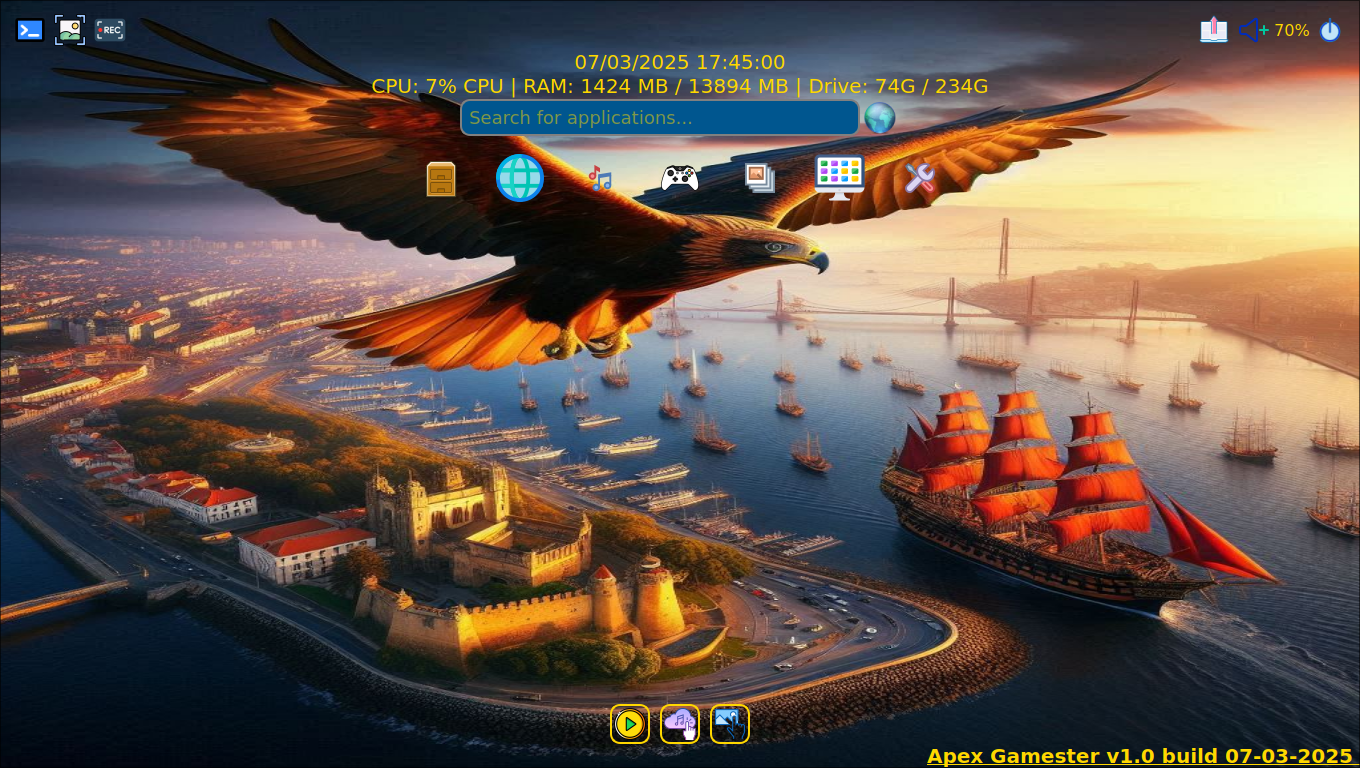 REC
70%
07/03/2025 17:45:00
CPU: 7% CPU | RAM: 1424 MB / 13894 MB | Drive: 74G / 234G
Search for applications...
Apex Gamester v1.0 build 07-03-2025